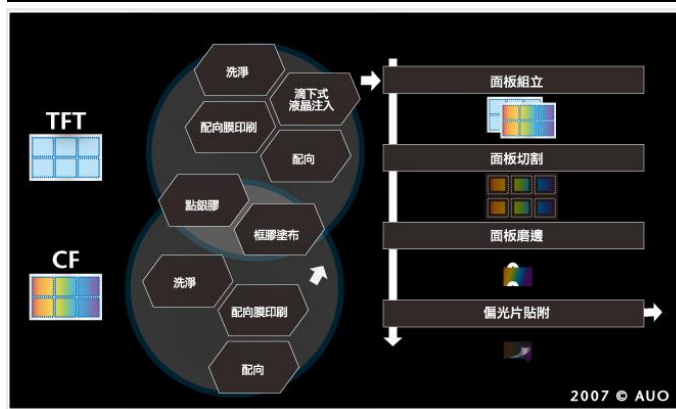 TFT
洗淨
滴下式
液晶注入
配向膜印刷
配向
點銀膠
框膠塗布
CF
洗淨
配向膜印刷
配向
面板組立
面板切割
面板磨邊
偏光片貼附
2007 © AUO